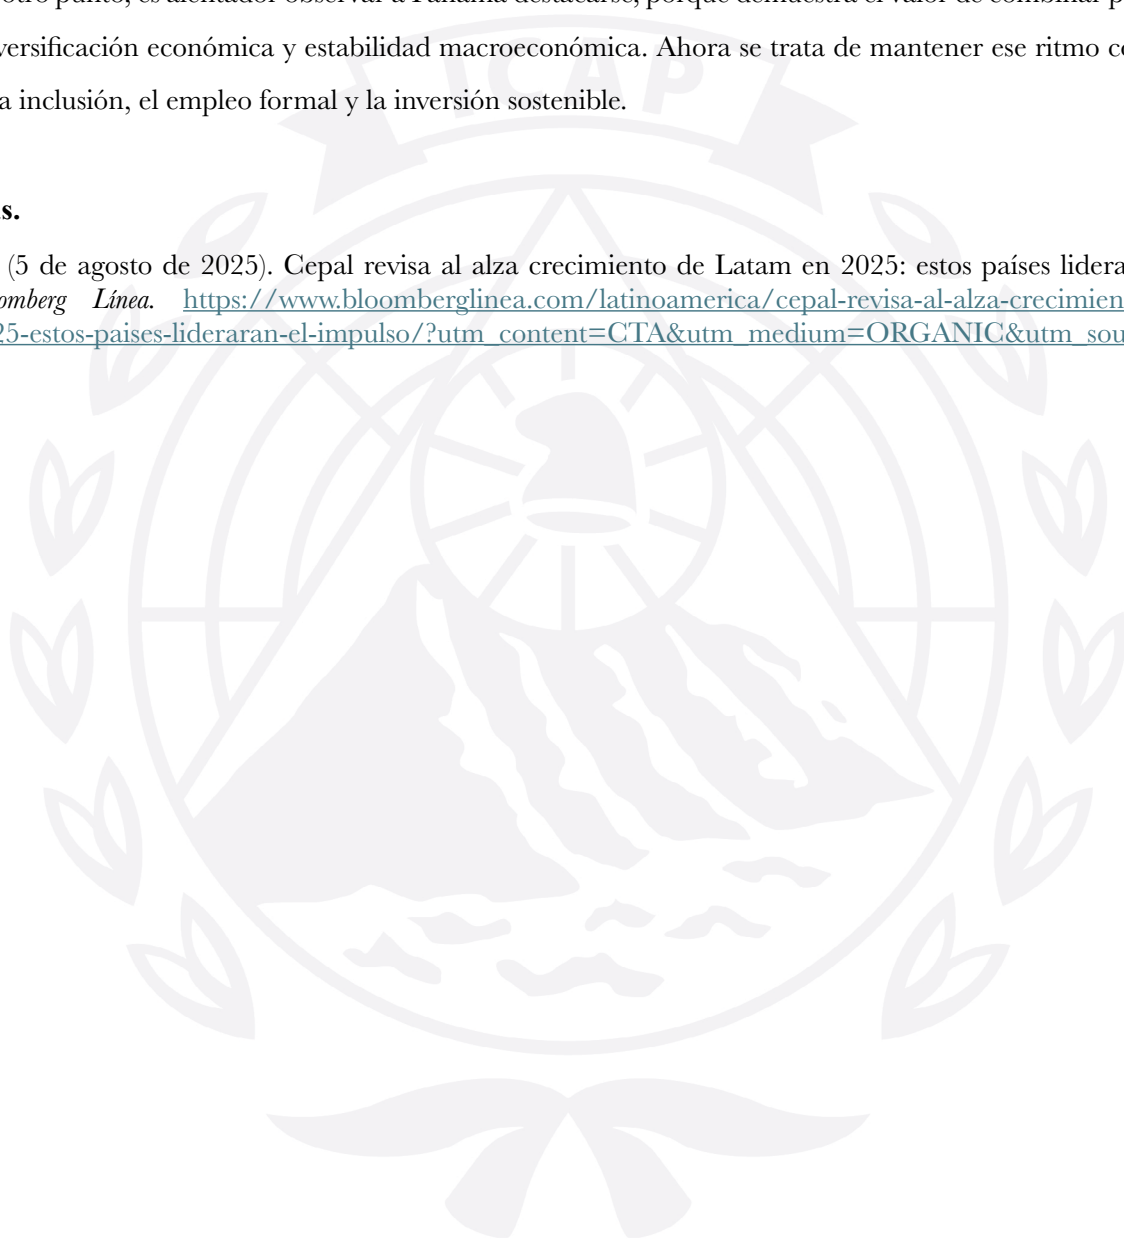 otro punto, es alentador observar a Panamá destacarse, porque demuestra el valor de combinar
versificación económica y estabilidad macroeconómica. Ahora se trata de mantener ese ritmo
a inclusión, el empleo formal y la inversión sostenible.
ICAP
s.
(5 de agosto de 2025). Cepal revisa al alza crecimiento de Latam en 2025: estos países lidera
omberg Línea. https://www.bloomberglinea.com/latinoamerica/cepal-revisa-al-alza-crecimien
25-estos-paises-lideraran-el-impulso/?utm_content=CTA&utm_medium=ORGANIC&utm_sou